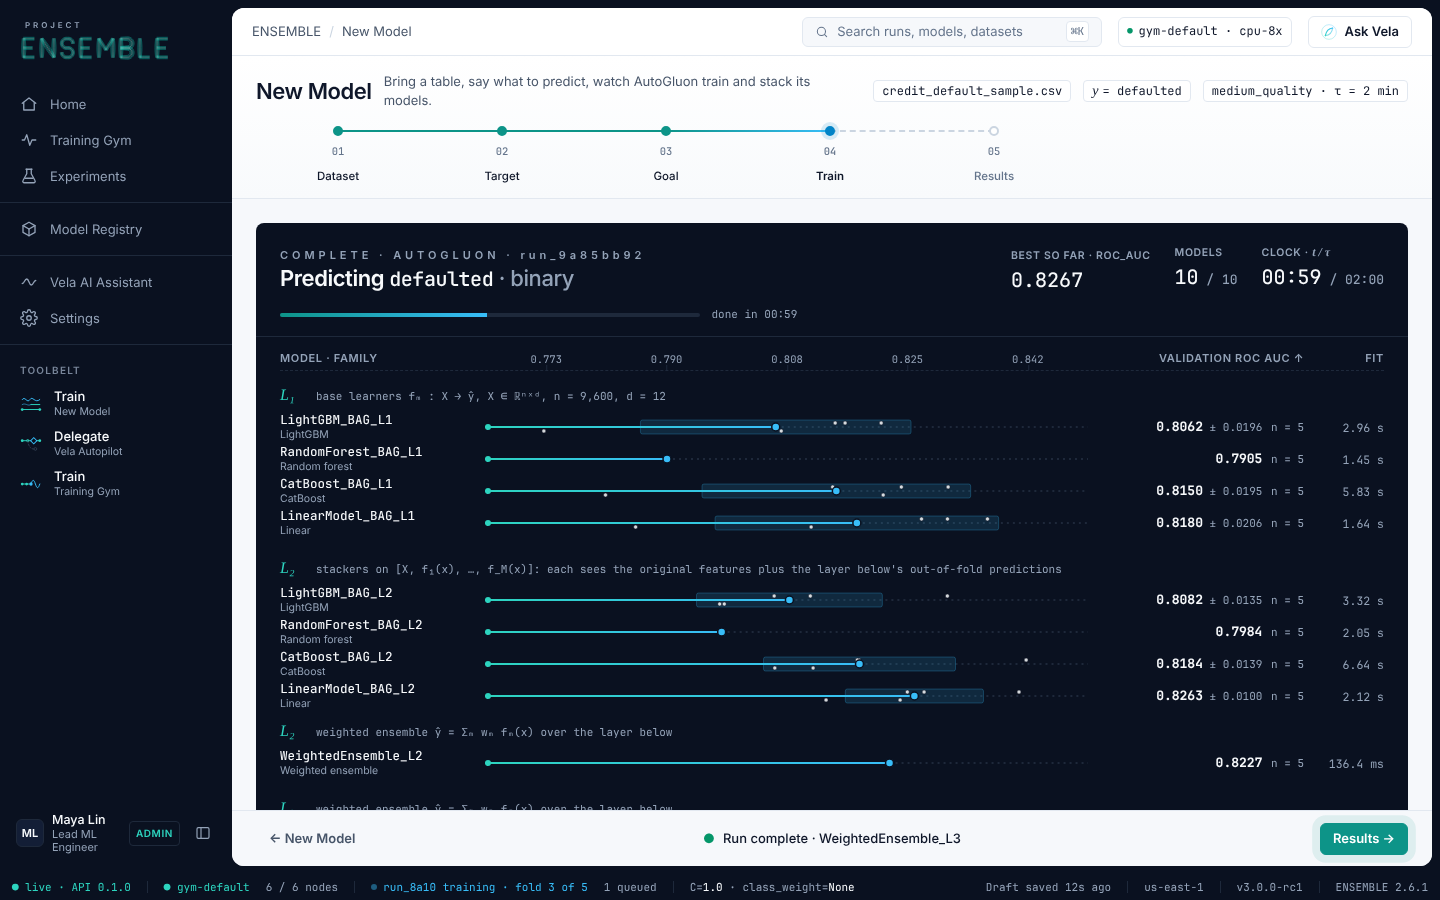 PROJECT
ENSEMBLE
Home
Training Gym
Experiments
Model Registry
Vela AI Assistant
Settings
TOOLBELT
Train
New Model
Delegate
Vela Autopilot
Train
Training Gym
ML
Maya Lin
Lead ML
Engineer
ADMIN
ENSEMBLE / New Model
Search runs, models, datasets
⌘K
gym-default · cpu-8x
Ask Vela
New Model
Bring a table, say what to predict, watch AutoGluon train and stack its
models.
credit_default_sample.csv
y = defaulted
medium_quality · τ = 2 min
01
02
03
04
05
Dataset
Target
Goal
Train
Results
COMPLETE · AUTOGLUON · run_9a85bb92
Predicting defaulted · binary
done in 00:59
BEST SO FAR · ROC_AUC
0.8267
MODELS
10 / 10
CLOCK · t/τ
00:59 / 02:00
MODEL · FAMILY
0.773
0.790
0.808
0.825
0.842
VALIDATION ROC AUC ↑
FIT
L₁ base learners fₘ : X → ŷ, X ∈ ℝⁿˣᵈ, n = 9,600, d = 12
LightGBM_BAG_L1
LightGBM
0.8062 ± 0.0196 n = 5 2.96 s
RandomForest_BAG_L1
Random forest
0.7905 n = 5 1.45 s
CatBoost_BAG_L1
CatBoost
0.8150 ± 0.0195 n = 5 5.83 s
LinearModel_BAG_L1
Linear
0.8180 ± 0.0206 n = 5 1.64 s
L₂ stackers on [X, f₁(x), …, f_M(x)]: each sees the original features plus the layer below's out-of-fold predictions
LightGBM_BAG_L2
LightGBM
0.8082 ± 0.0135 n = 5 3.32 s
RandomForest_BAG_L2
Random forest
0.7984 n = 5 2.05 s
CatBoost_BAG_L2
CatBoost
0.8184 ± 0.0139 n = 5 6.64 s
LinearModel_BAG_L2
Linear
0.8263 ± 0.0100 n = 5 2.12 s
L₂ weighted ensemble ŷ = Σₘ wₘ fₘ(x) over the layer below
WeightedEnsemble_L2
Weighted ensemble
0.8227 n = 5 136.4 ms
L weighted ensemble ŷ = Σₘ wₘ fₘ(x) over the layer below
← New Model
Run complete · WeightedEnsemble_L3
Results →
live · API 0.1.0
gym-default 6 / 6 nodes
run_8a10 training · fold 3 of 5 1 queued
C=1.0 · class_weight=None
Draft saved 12s ago
us-east-1
v3.0.0-rc1
ENSEMBLE 2.6.1